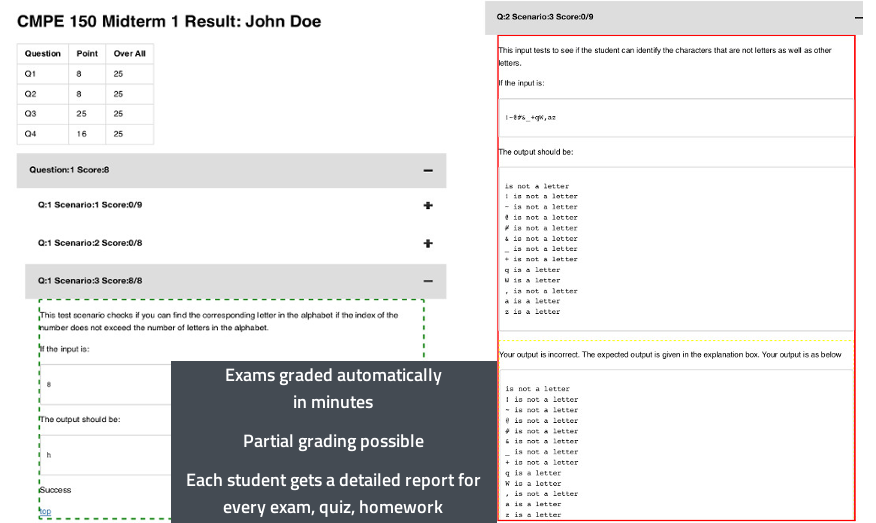 CMPE 150 Midterm 1 Result: John Doe
Question Point Over All
Q1 8 25
Q2 8 25
Q3 25 25
Q4 16 25
Question:1 Score:8
Q:1 Scenario:1 Score:0/9
Q:1 Scenario:2 Score:0/8
Q:1 Scenario:3 Score:8/8
This test scenario checks if you can find the corresponding letter in the alphabet if the index of the
number does not exceed the number of letters in the alphabet.
If the input is:
8
The output should be:
h
Success
top
Exams graded automatically
in minutes
Partial grading possible
Each student gets a detailed report for
every exam, quiz, homework
Q:2 Scenario:3 Score:0/9
This input tests to see if the student can identify the characters that are not letters as well as other
letters.
If the input is:
!~@#&_+qW,az
The output should be:
is not a letter
! is not a letter
~ is not a letter
@ is not a letter
# is not a letter
& is not a letter
_ is not a letter
+ is not a letter
q is a letter
W is a letter
, is not a letter
a is a letter
z is a letter
Your output is incorrect. The expected output is given in the explanation box. Your output is as below
is not a letter
! is not a letter
~ is not a letter
@ is not a letter
# is not a letter
& is not a letter
_ is not a letter
+ is not a letter
q is a letter
W is a letter
, is not a letter
a is a letter
z is a letter